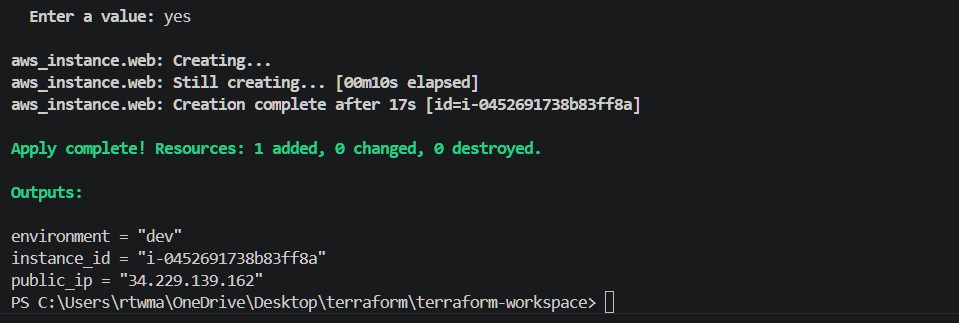 Enter a value: yes
aws_instance.web: Creating...
aws_instance.web: Still creating... [00m10s elapsed]
aws_instance.web: Creation complete after 17s [id=i-0452691738b83ff8a]
Apply complete! Resources: 1 added, 0 changed, 0 destroyed.
Outputs:
environment = "dev"
instance_id = "i-0452691738b83ff8a"
public_ip = "34.229.139.162"
PS C:\Users\rtwma\OneDrive\Desktop\terraform\terraform-workspace>